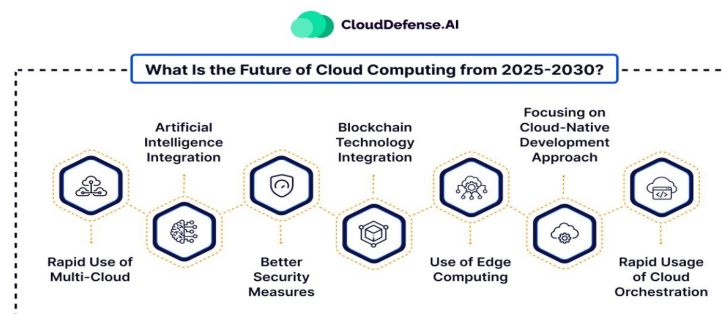 CloudDefense.AI
What Is the Future of Cloud Computing from 2025-2030?
Rapid Use of
Multi-Cloud
Artificial
Intelligence
Integration
Better
Security
Measures
Blockchain
Technology
Integration
Use of Edge
Computing
Focusing on
Cloud-Native
Development
Approach
Rapid Usage
of Cloud
Orchestration